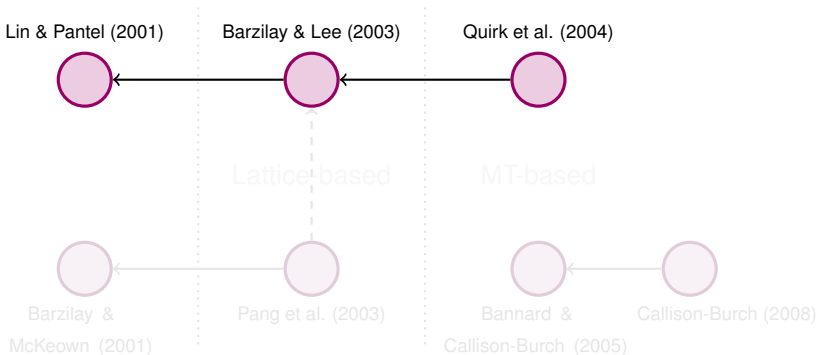 Lin & Pantel (2001)
Barzilay & Lee (2003)
Quirk et al. (2004)
Lattice-based
MT-based
Barzilay &
McKeown (2001)
Pang et al. (2003)
Bannard &
Callison-Burch (2005)
Callison-Burch (2008)